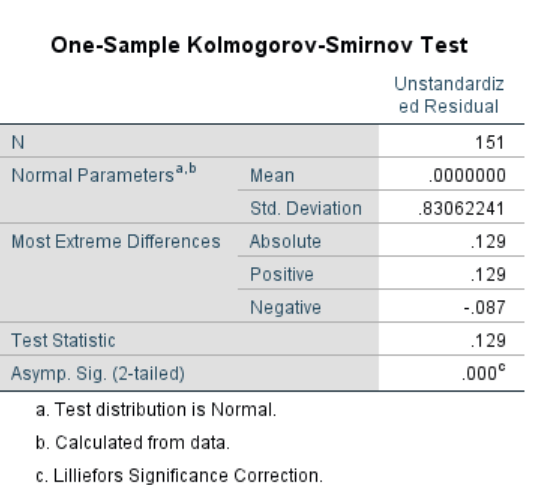 One-Sample Kolmogorov-Smirnov Test
Unstandardiz
ed Residual
N 151
Normal Parametersa,b Mean .0000000
Std. Deviation .83062241
Most Extreme Differences Absolute .129
Positive .129
Negative -.087
Test Statistic .129
Asymp. Sig. (2-tailed) .000c
a. Test distribution is Normal.
b. Calculated from data.
c. Lilliefors Significance Correction.